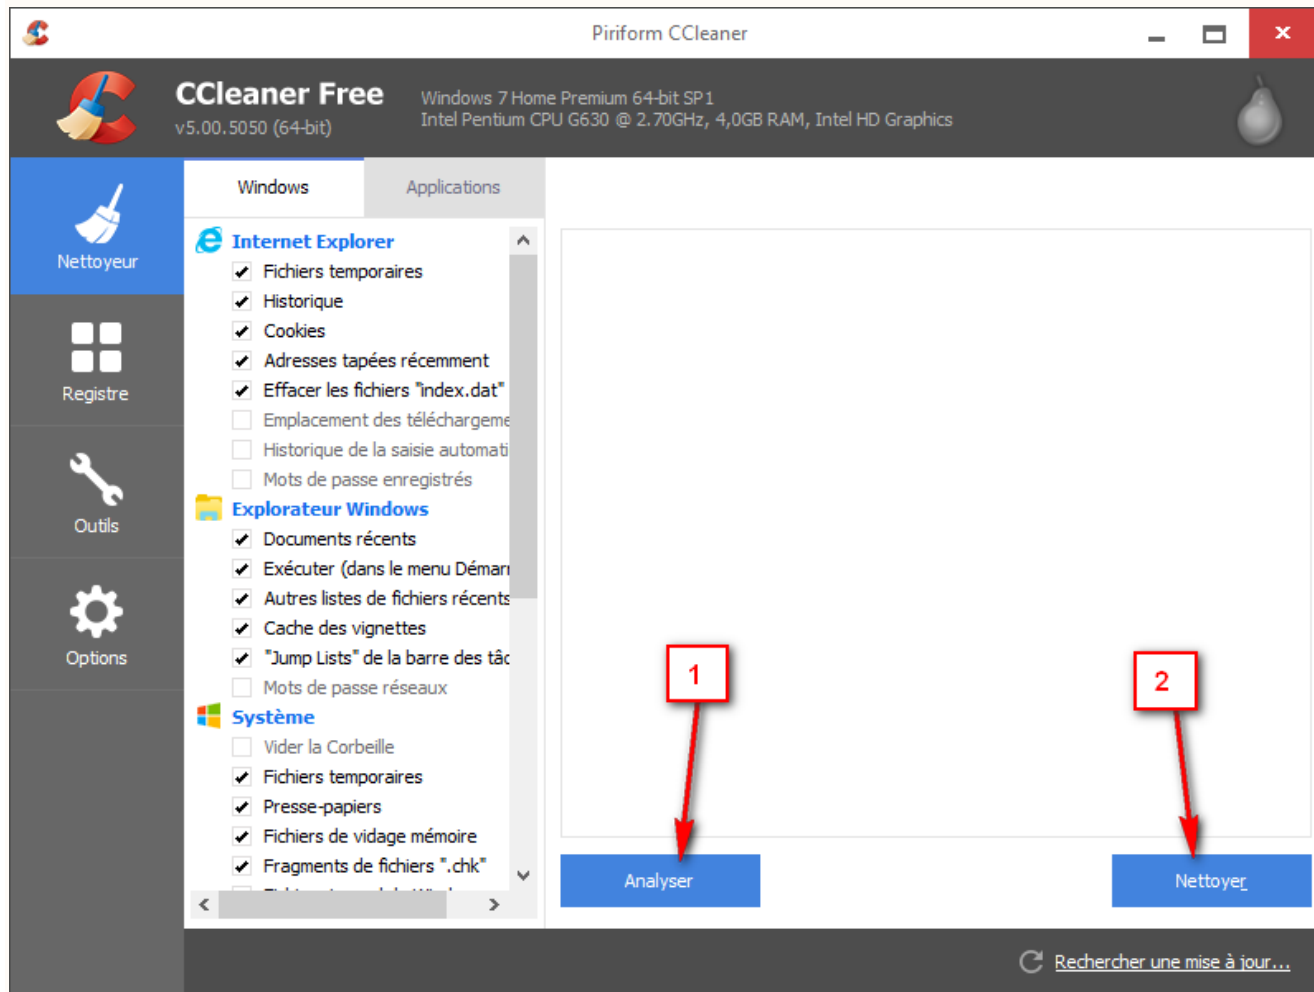 Piriform CCleaner
CCleaner Free
v5.00.5050 (64-bit)
Windows 7 Home Premium 64-bit SP1
Intel Pentium CPU G630 @ 2.70GHz, 4,0GB RAM, Intel HD Graphics
Nettoyeur
Registre
Outils
Options
Windows
Applications
Internet Explorer
Fichiers temporaires
Historique
Cookies
Adresses tapées récemment
Effacer les fichiers "index.dat"
Emplacement des téléchargeme
Historique de la saisie automati
Mots de passe enregistrés
Explorateur Windows
Documents récents
Exécuter (dans le menu Démarr
Autres listes de fichiers récents
Cache des vignettes
"Jump Lists" de la barre des tâc
Mots de passe réseaux
Système
Vider la Corbeille
Fichiers temporaires
Presse-papiers
Fichiers de vidage mémoire
Fragments de fichiers ".chk"
1
2
Analyser
Nettoyer
Rechercher une mise à jour...